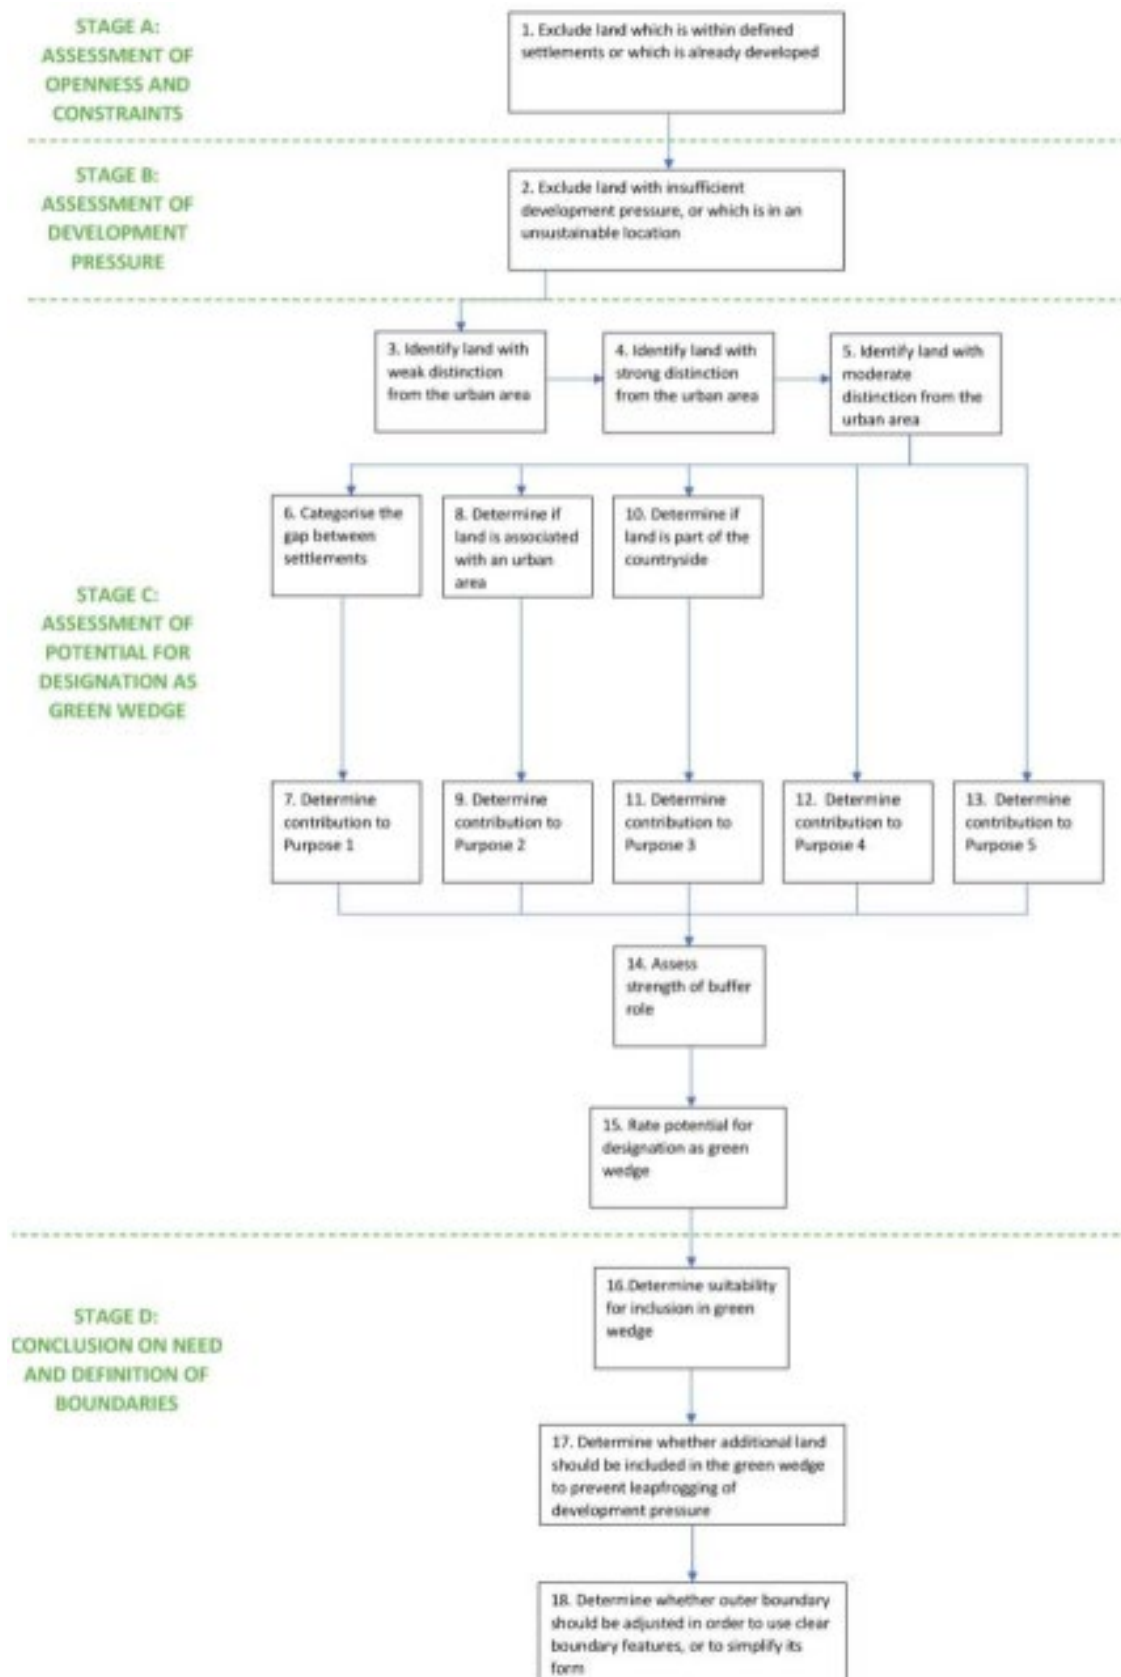 STAGE A:
ASSESSMENT OF
OPENNESS AND
CONSTRAINTS
1. Exclude land which is within defined
settlements or which is already developed
STAGE B:
ASSESSMENT OF
DEVELOPMENT
PRESSURE
2. Exclude land with insufficient
development pressure, or which is in an
unsustainable location
3. Identify land with
weak distinction
from the urban area
4. Identify land with
strong distinction
from the urban area
5. Identify land with
moderate
distinction from the
urban area
STAGE C:
ASSESSMENT OF
POTENTIAL FOR
DESIGNATION AS
GREEN WEDGE
6. Categorise the
gap between
settlements
8. Determine if
land is associated
with an urban
area
10. Determine if
land is part of the
countryside
7. Determine
contribution to
Purpose 1
9. Determine
contribution to
Purpose 2
11. Determine
contribution to
Purpose 3
12. Determine
contribution to
Purpose 4
13. Determine
contribution to
Purpose 5
14. Assess
strength of buffer
role
15. Rate potential for
designation as green
wedge
STAGE D:
CONCLUSION ON NEED
AND DEFINITION OF
BOUNDARIES
16.Determine suitability
for inclusion in green
wedge
17. Determine whether additional land
should be included in the green wedge
to prevent leapfrogging of
development pressure
18. Determine whether outer boundary
should be adjusted in order to use clear
boundary features, or to simplify its
form